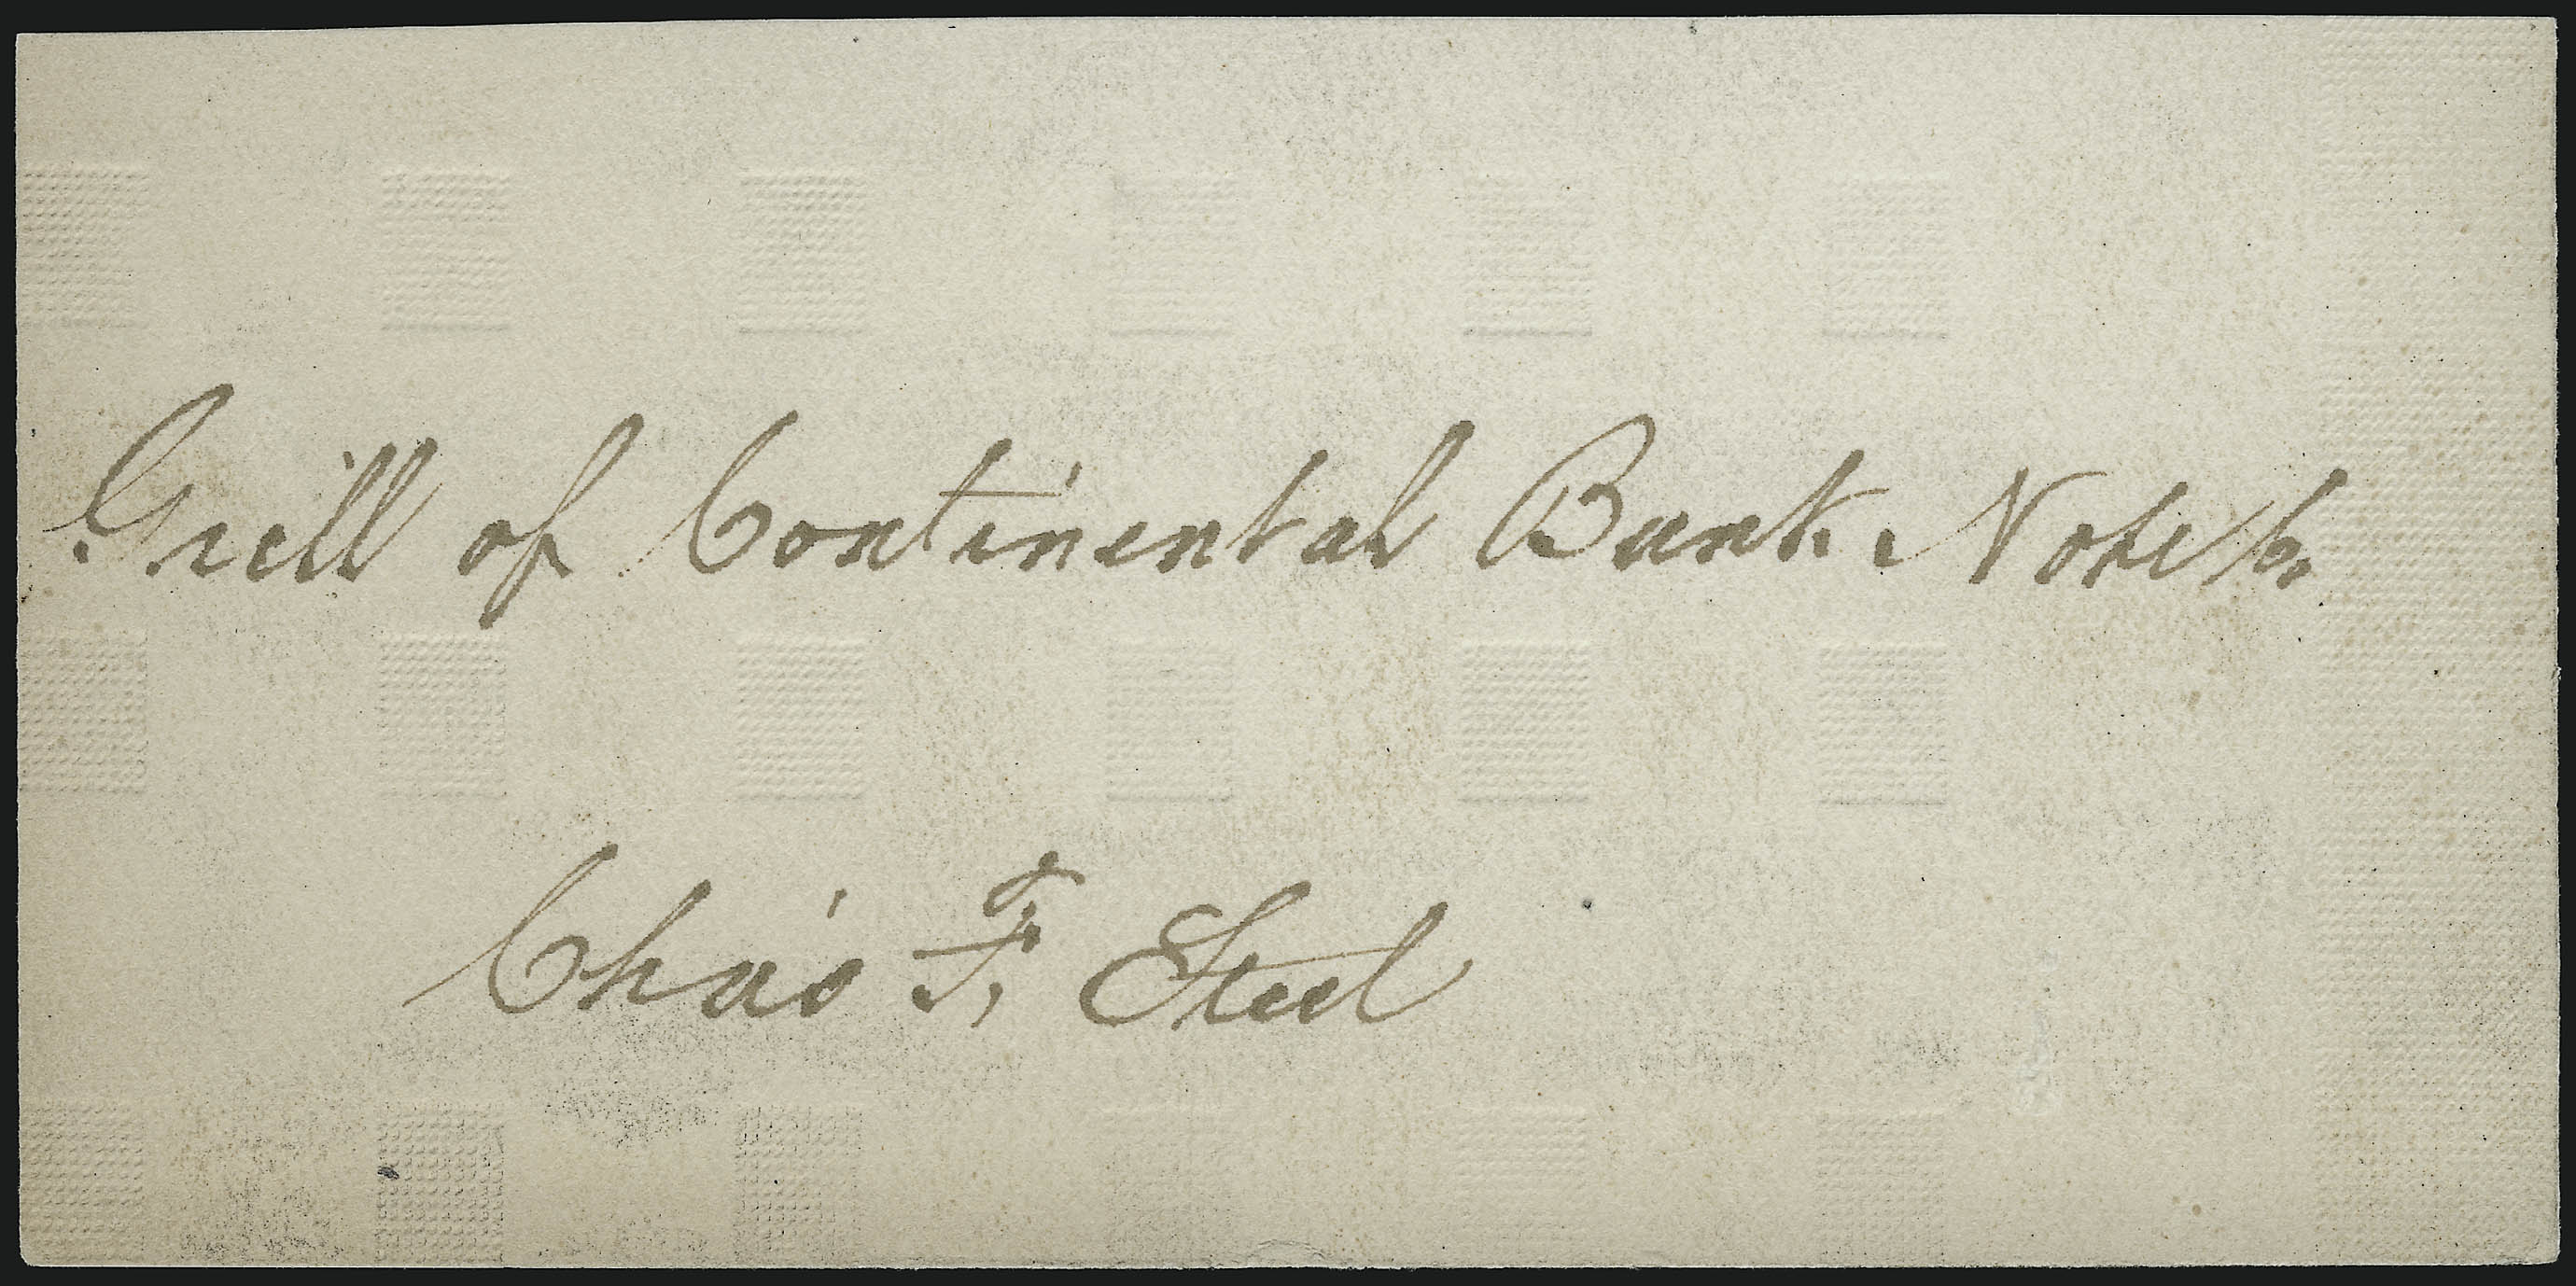 Grill of Continental Bank Note Co.
Chas F. Steel